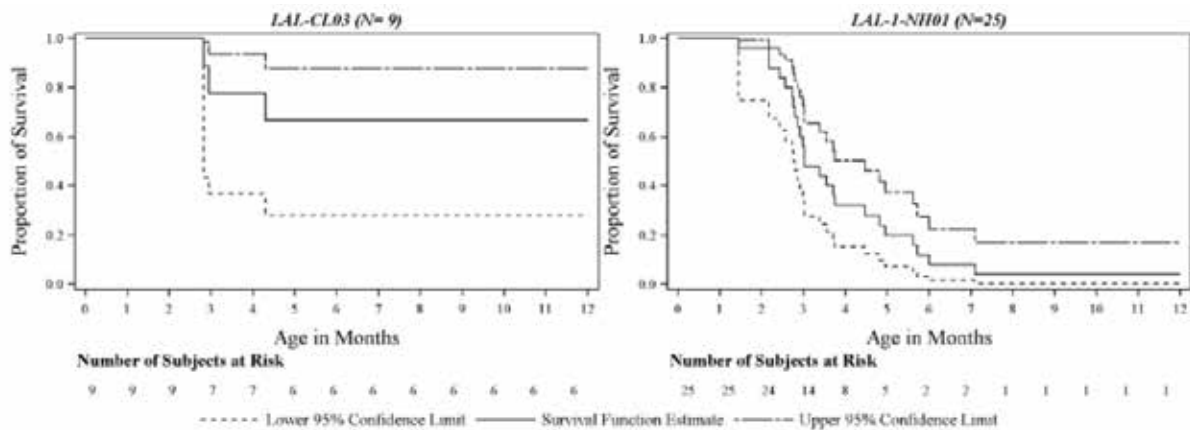 LAL-CL03 (N= 9)
Proportion of Survival
1.0
0.8
0.6
0.4
0.2
0.0
0 1 2 3 4 5 6 7 8 9 10 11 12
Age in Months
Number of Subjects at Risk
9 9 9 7 7 6 6 6 6 6 6 6
LAL-1-NH01 (N=25)
Proportion of Survival
1.0
0.8
0.6
0.4
0.2
0.0
0 1 2 3 4 5 6 7 8 9 10 11 12
Age in Months
Number of Subjects at Risk
25 25 24 14 8 5 2 2 1 1 1 1 1
Lower 95% Confidence Limit Survival Function Estimate Upper 95% Confidence Limit